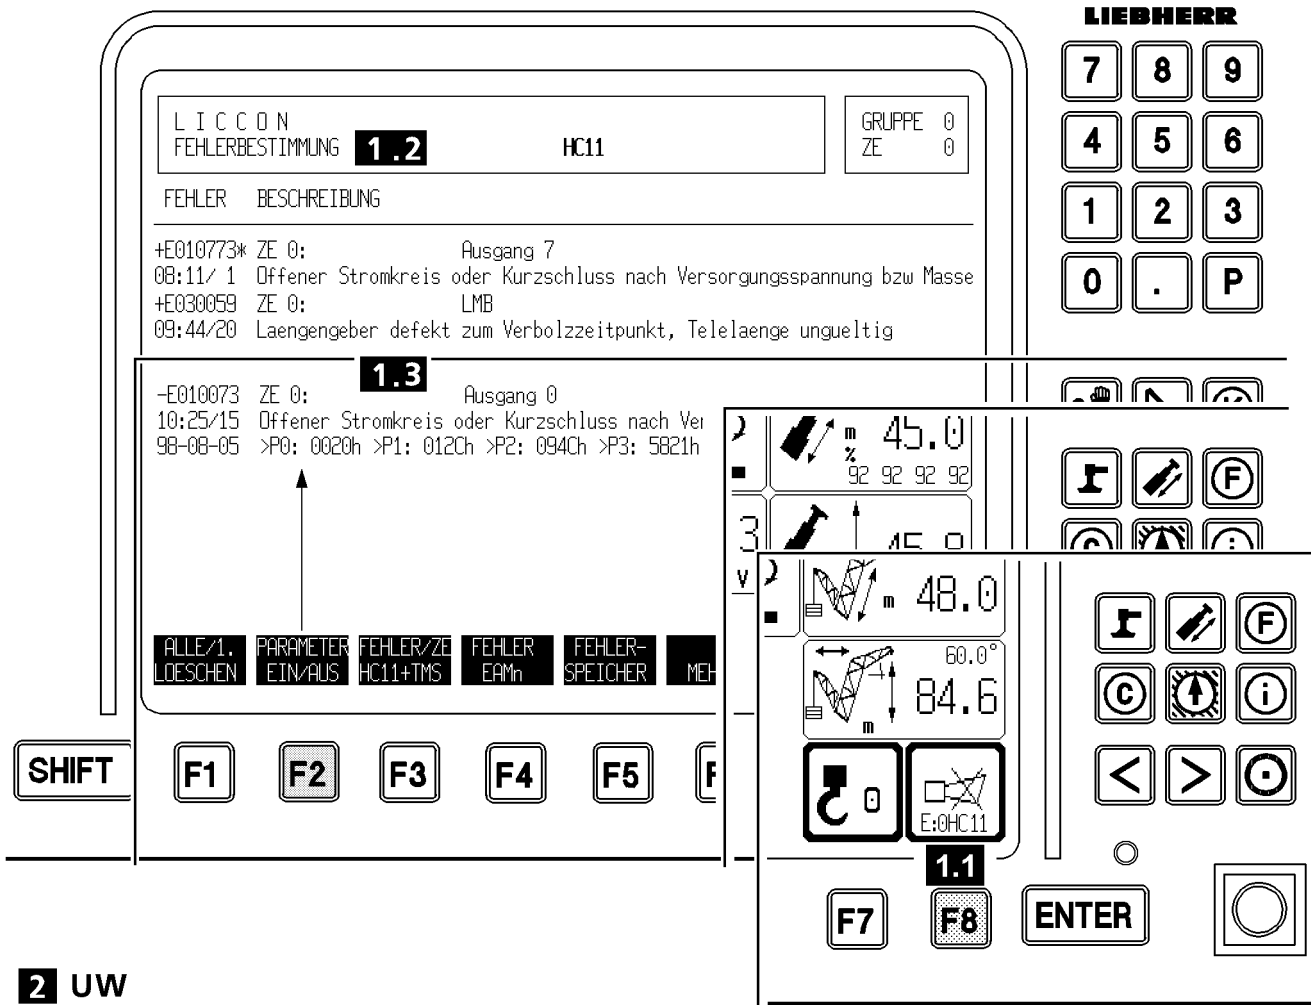 LIEBHERR
L I C C O N
FEHLERBESTIMMUNG 1.2 HC11
GRUPPE 0
ZE 0
FEHLER BESCHREIBUNG
+E010773* ZE 0: Ausgang 7
08:11/ 1 Offener Stromkreis oder Kurzschluss nach Versorgungsspannung bzw Masse
+E030059 ZE 0: LMB
09:44/20 Laengengeber defekt zum Verbolzzeitpunkt, Telelaenge ungueltig
1.3
-E010073 ZE 0: Ausgang 0
10:25/15 Offener Stromkreis oder Kurzschluss nach
98-08-05 >P0: 0020h >P1: 012Ch >P2: 094Ch >P3: 5821h
ALLE/1. PARAMETER FEHLER/ZE FEHLER FEHLER-
LOESCHEN EIN/AUS HC11+TMS EAMn SPEICHER
SHIFT F1 F2 F3 F4 F5
7 8 9
4 5 6
1 2 3
0 . P
m 45.0
%
92 92 92 92
3
V
F
m 48.0
60.0°
84.6
m
0
E:0HC11
1.1
F
C i
< >
F7 F8 ENTER
2 UW